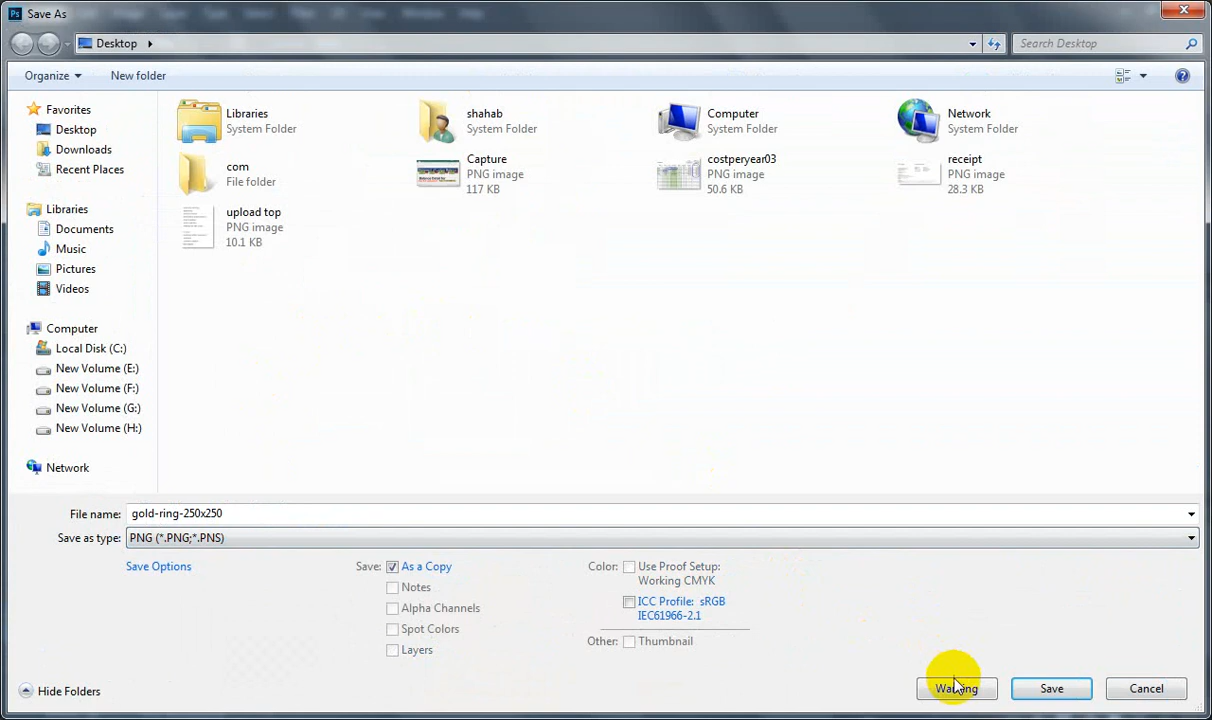 Ps Save As
Desktop
Search Desktop
Organize
New folder
Favorites
Desktop
Downloads
Recent Places
Libraries
Documents
Music
Pictures
Videos
Computer
Local Disk (C:)
New Volume (E:)
New Volume (F:)
New Volume (G:)
New Volume (H:)
Network
Libraries
System Folder
shahab
System Folder
Computer
System Folder
Network
System Folder
com
File folder
Capture
PNG image
117 KB
costperyear03
PNG image
50.6 KB
receipt
PNG image
28.3 KB
upload top
PNG image
10.1 KB
File name: gold-ring-250x250
Save as type: PNG (*.PNG;*.PNS)
Save Options
Save: As a Copy
Notes
Alpha Channels
Spot Colors
Layers
Color: Use Proof Setup:
Working CMYK
ICC Profile: sRGB
IEC61966-2.1
Other: Thumbnail
Hide Folders
Warning
Save
Cancel